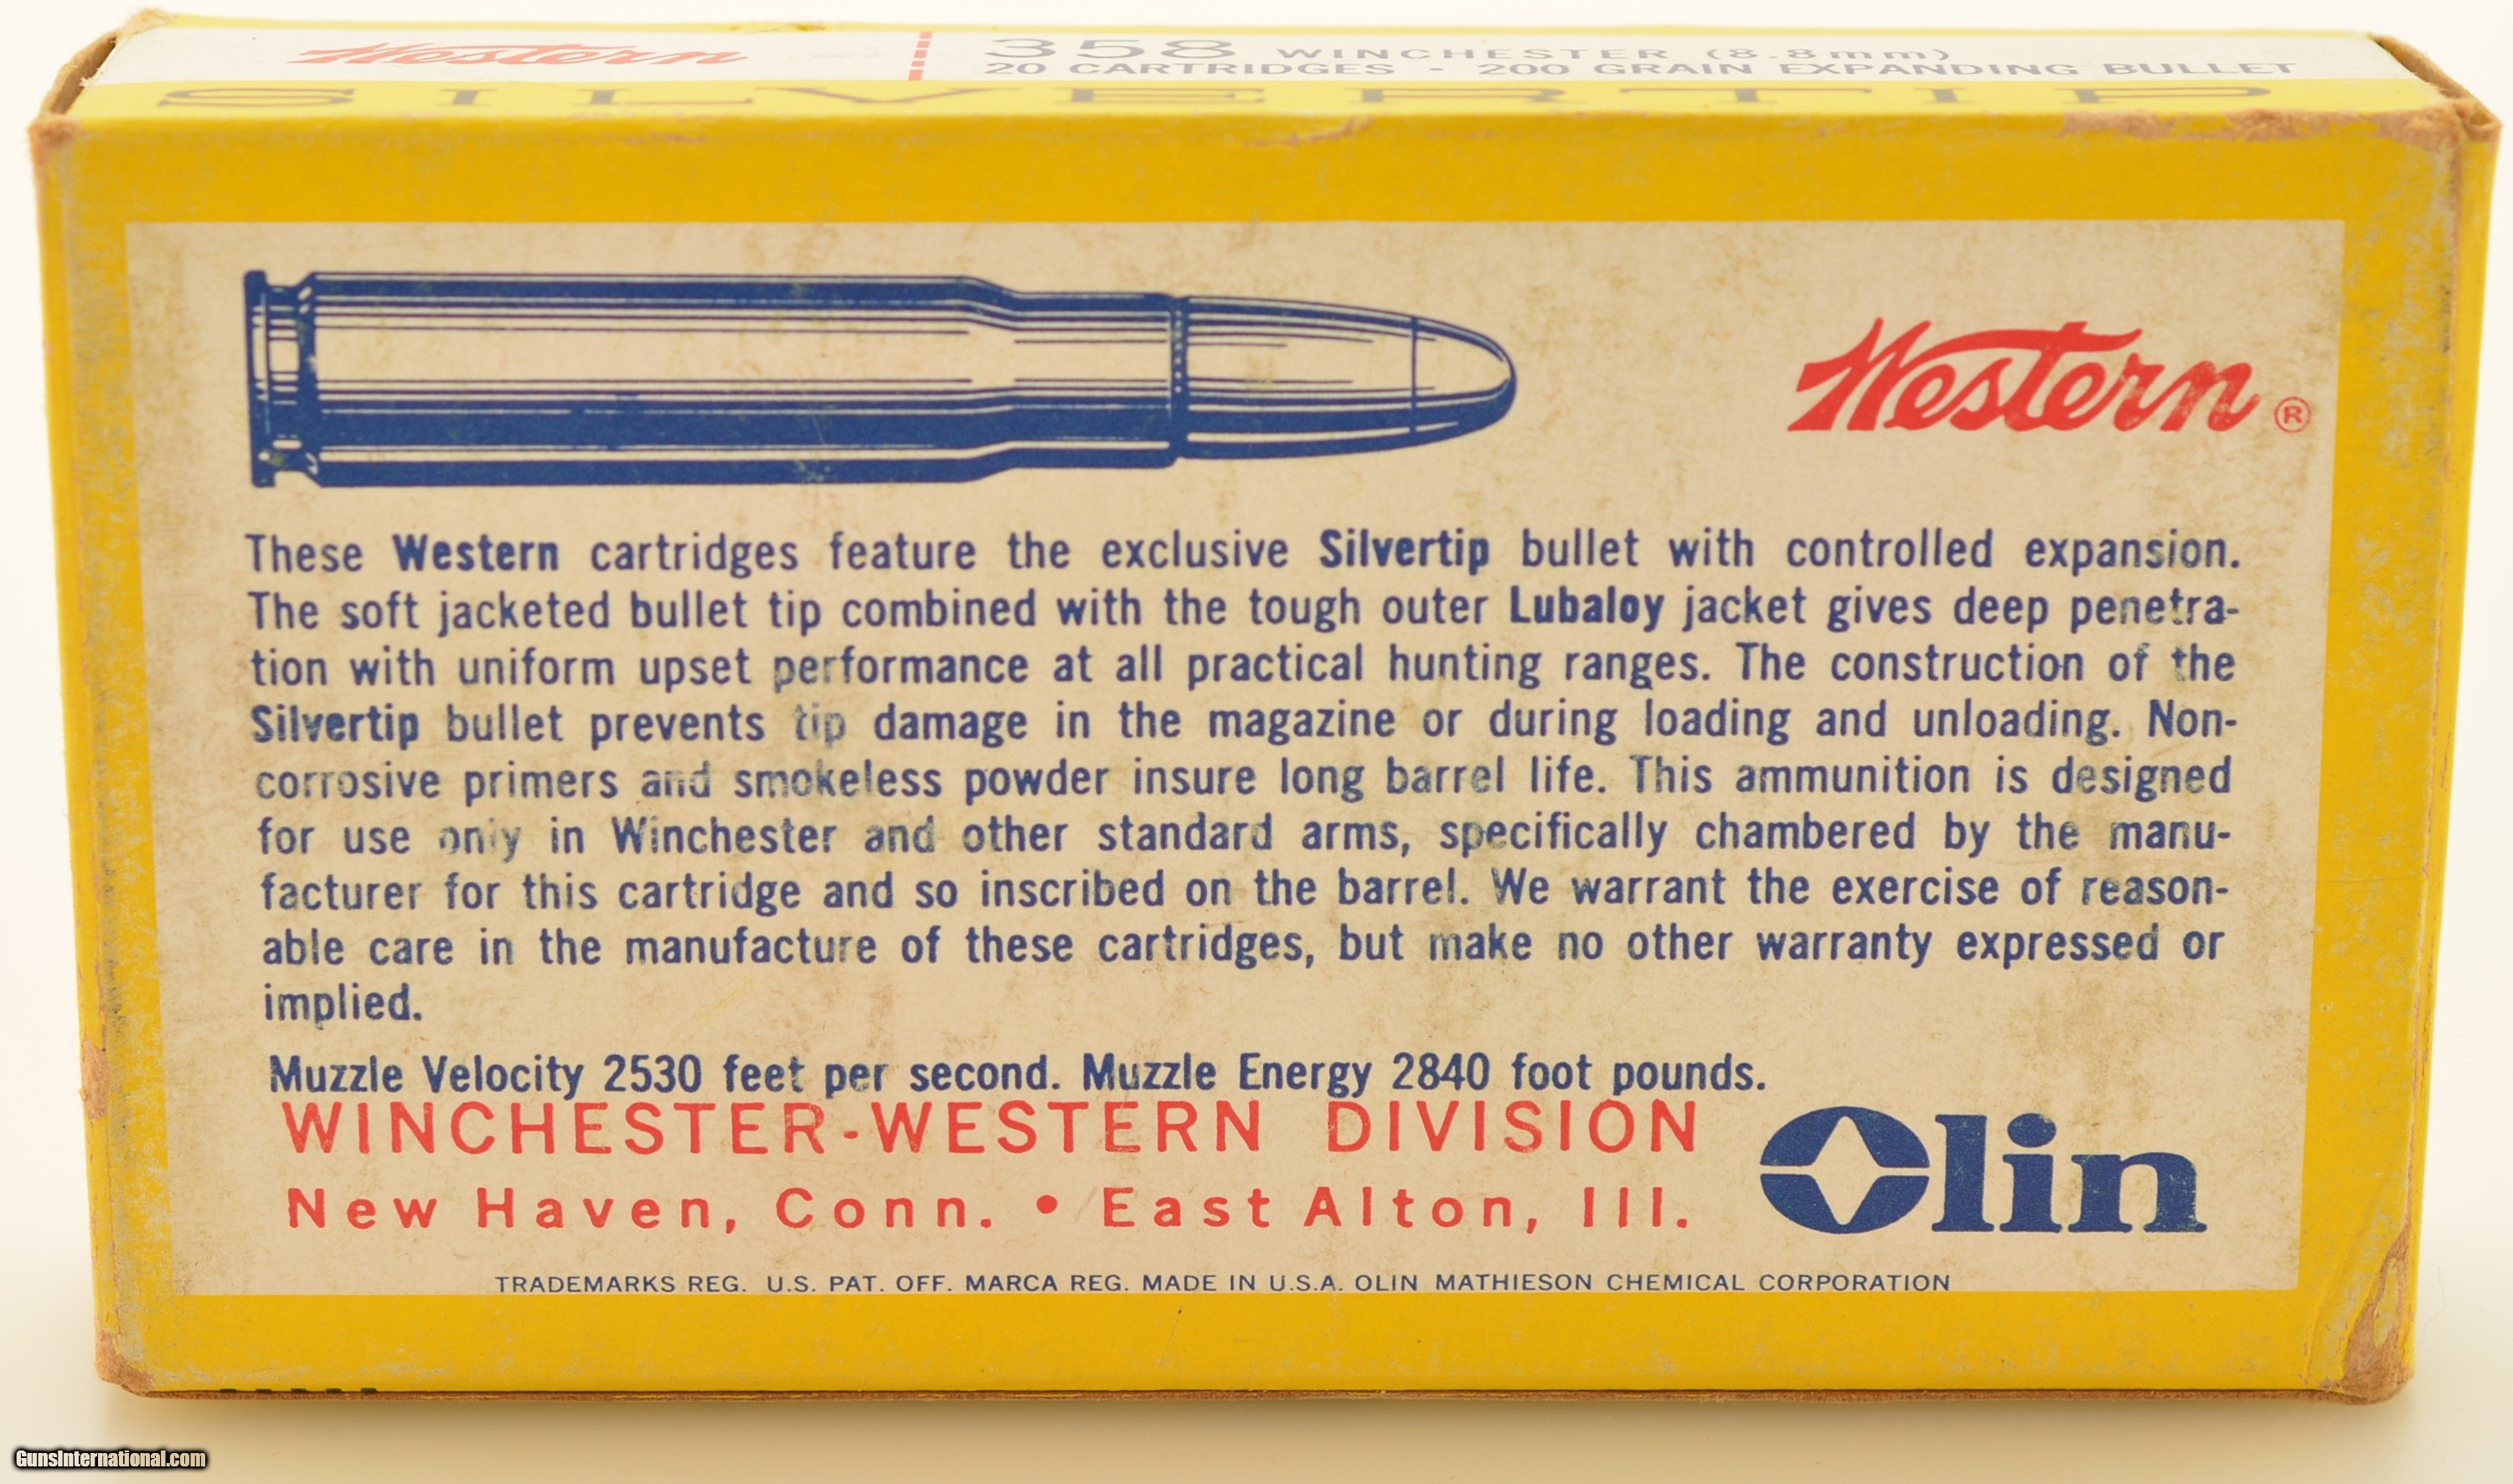 Western
358 WINCHESTER (8.8mm)
20 CARTRIDGES - 200 GRAIN EXPANDING BULLET
SILVERTIP
Western ®
These Western cartridges feature the exclusive Silvertip bullet with controlled expansion.
The soft jacketed bullet tip combined with the tough outer Lubaloy jacket gives deep penetra-
tion with uniform upset performance at all practical hunting ranges. The construction of the
Silvertip bullet prevents tip damage in the magazine or during loading and unloading. Non-
corrosive primers and smokeless powder insure long barrel life. This ammunition is designed
for use only in Winchester and other standard arms, specifically chambered by the manu-
facturer for this cartridge and so inscribed on the barrel. We warrant the exercise of reason-
able care in the manufacture of these cartridges, but make no other warranty expressed or
implied.
Muzzle Velocity 2530 feet per second. Muzzle Energy 2840 foot pounds.
WINCHESTER-WESTERN DIVISION
New Haven, Conn. • East Alton, Ill.
Olin
TRADEMARKS REG. U.S. PAT. OFF. MARCA REG. MADE IN U.S.A. OLIN MATHIESON CHEMICAL CORPORATION
GunsInternational.com